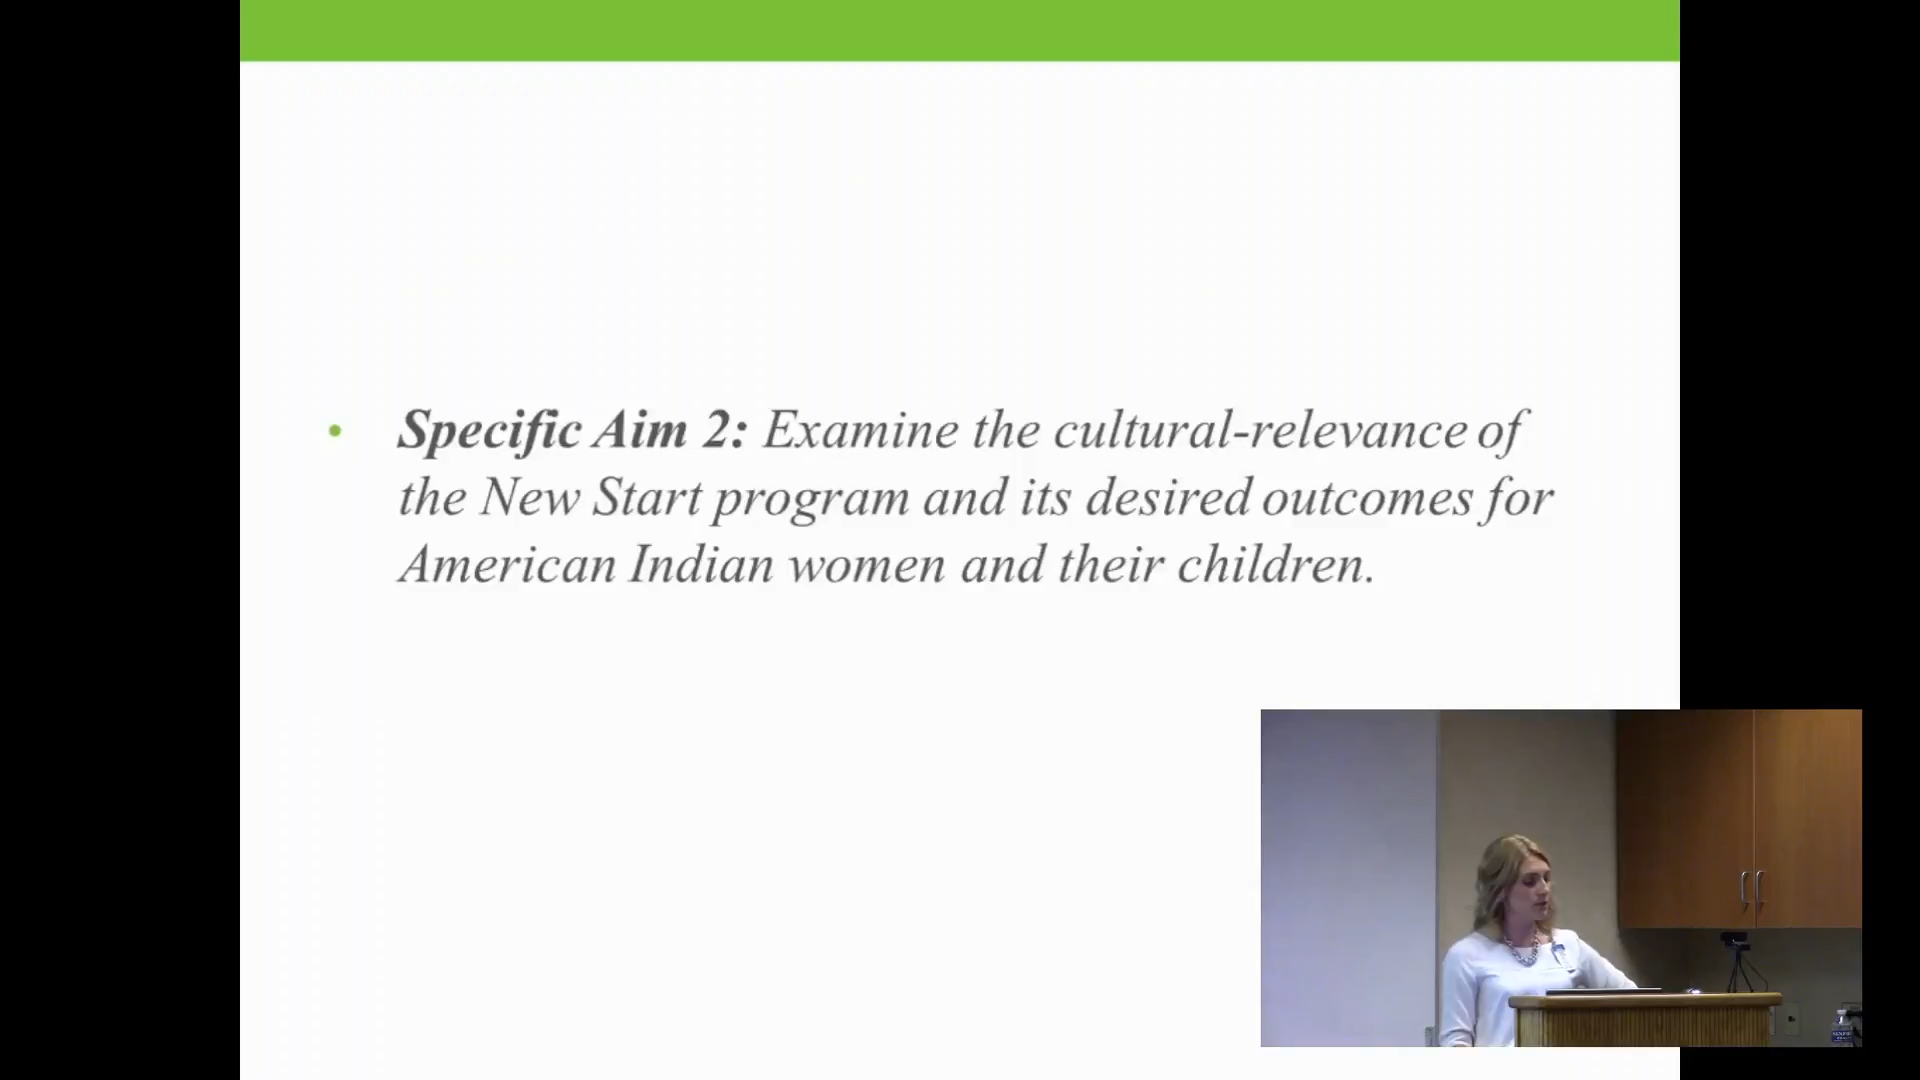 • Specific Aim 2: Examine the cultural-relevance of
the New Start program and its desired outcomes for
American Indian women and their children.